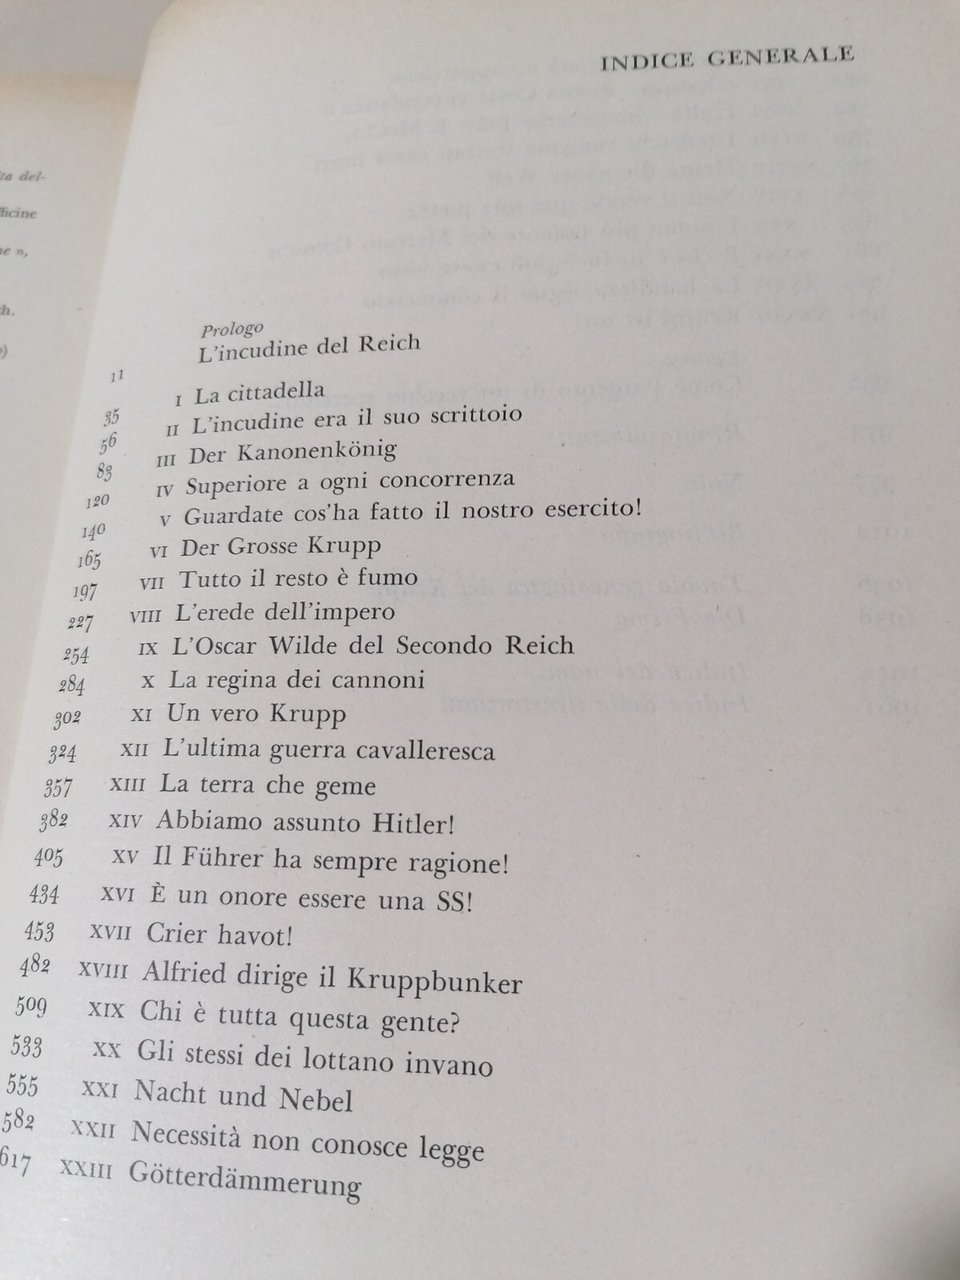 ta del-
fficine
e »,
h.
)
INDICE GENERALE
Prologo
11 L'incudine del Reich
35 I La cittadella
56 II L'incudine era il suo scrittoio
83 III Der Kanonenkönig
120 IV Superiore a ogni concorrenza
140 V Guardate cos'ha fatto il nostro esercito!
165 VI Der Grosse Krupp
197 VII Tutto il resto è fumo
227 VIII L'erede dell'impero
254 IX L'Oscar Wilde del Secondo Reich
284 X La regina dei cannoni
302 XI Un vero Krupp
324 XII L'ultima guerra cavalleresca
357 XIII La terra che geme
382 XIV Abbiamo assunto Hitler!
405 XV Il Führer ha sempre ragione!
434 XVI È un onore essere una SS!
453 XVII Crier havot!
482 XVIII Alfried dirige il Kruppbunker
509 XIX Chi è tutta questa gente?
533 XX Gli stessi dei lottano invano
555 XXI Nacht und Nebel
582 XXII Necessità non conosce legge
617 XXIII Götterdämmerung